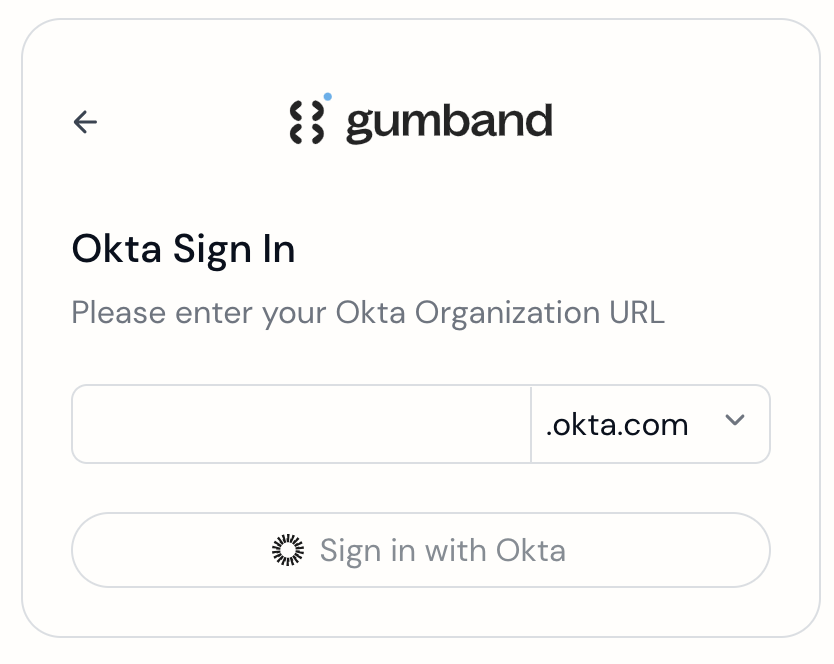 gumband
Okta Sign In
Please enter your Okta Organization URL
.okta.com
Sign in with Okta